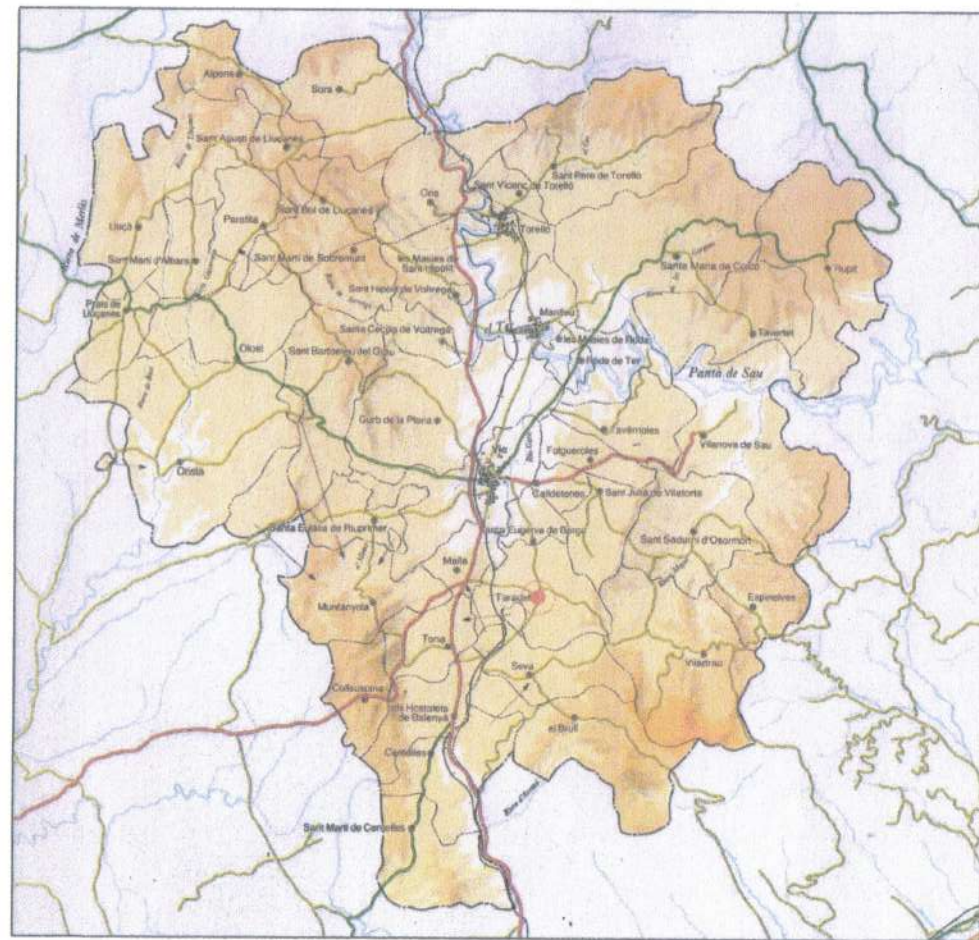 Alpens
Sora
Sant Agustí de Lluçanès
Sant Pere de Torelló
Sant Vicenç de Torelló
Orís
Sant Boi de Lluçanès
Lluçà
Perafita
Torelló
Sant Martí d'Albars
Sant Martí de Sobremunt
les Masies de
Sant Hipòlit
Santa Maria de Corcó
Rupit
Sant Hipòlit de Voltregà
Prats de
Lluçanès
Manlleu
Santa Cecília de Voltregà
les Masies de Roda
Tavertet
Olost
Sant Bartomeu del Grau
Roda de Ter
Pantà de Sau
Gurb de la Plana
Tavèrnoles
Vilanova de Sau
Vic
Folgueroles
Oristà
Calldetenes
Sant Julià de Vilatorta
Santa Eulàlia de Riuprimer
Santa Eugènia de Berga
Sant Sadurní d'Osormort
Malla
Muntanyola
Taradell
Espinelves
Tona
Seva
Viladrau
Collsuspina
els Hostalets
de Balenyà
el Brull
Centelles
Sant Martí de Centelles